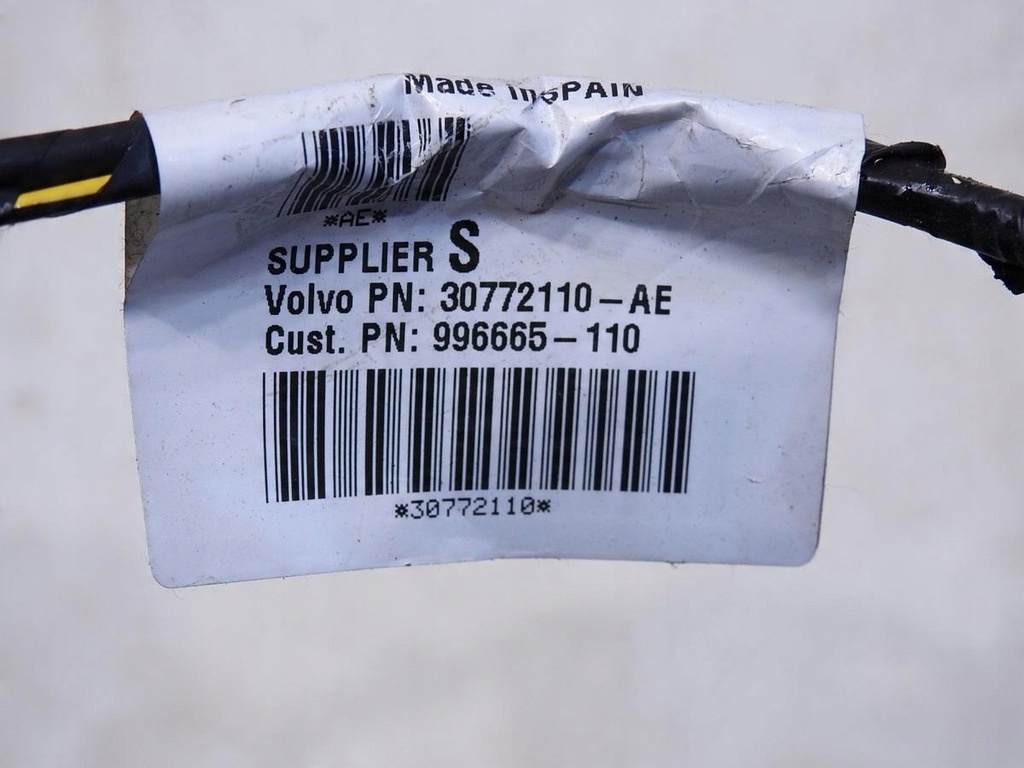 Made in SPAIN
*AE*
SUPPLIER S
Volvo PN: 30772110-AE
Cust. PN: 996665-110
*30772110*